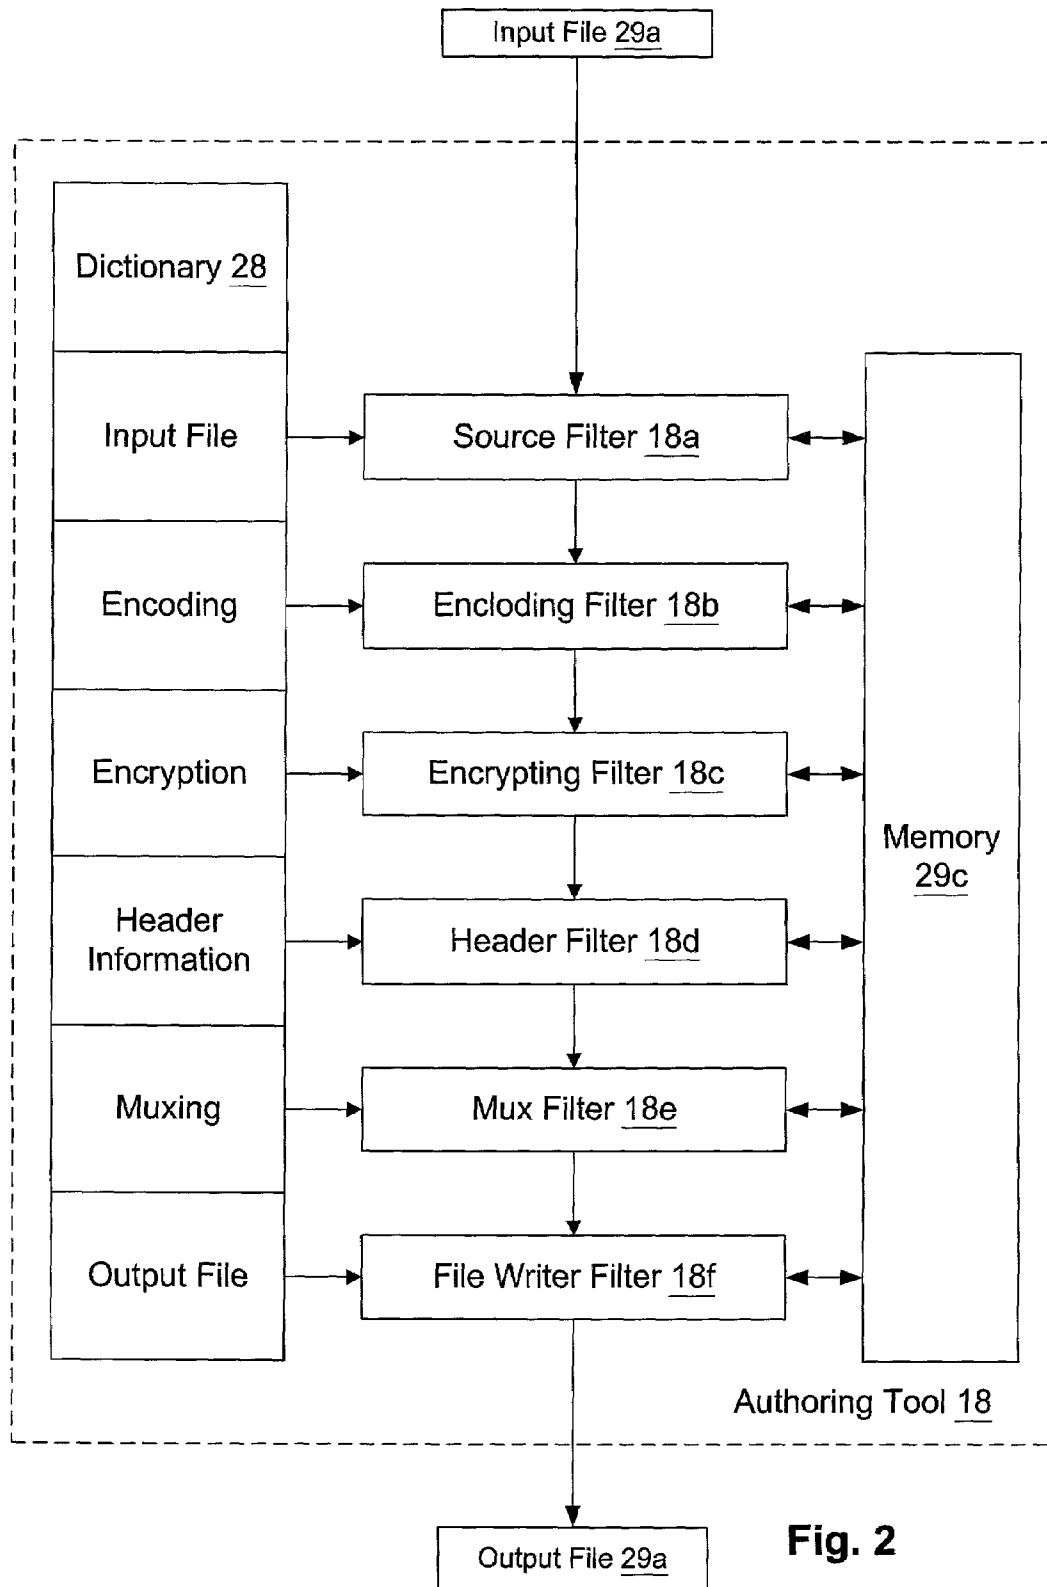 Input File 29a
Dictionary 28
Input File
Source Filter 18a
Encoding
Encloding Filter 18b
Encryption
Encrypting Filter 18c
Memory
29c
Header
Information
Header Filter 18d
Muxing
Mux Filter 18e
Output File
File Writer Filter 18f
Authoring Tool 18
Output File 29a
Fig. 2